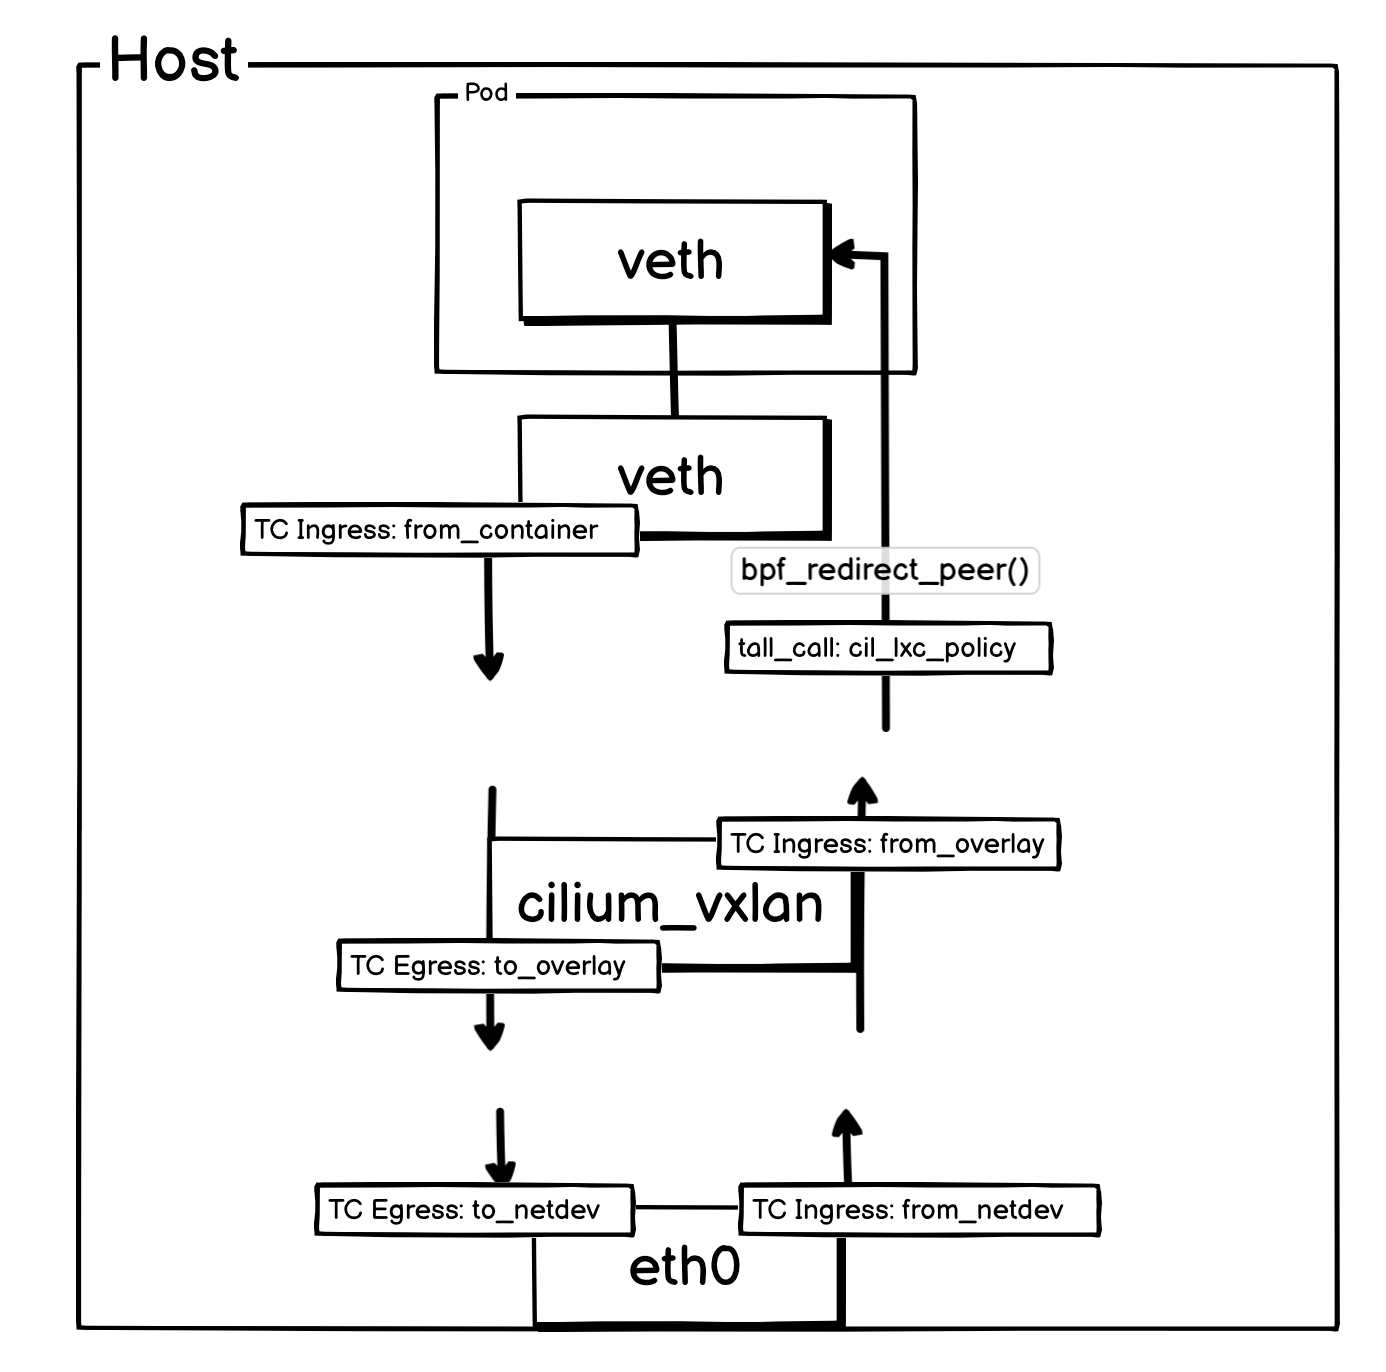 Host
Pod
veth
veth
TC Ingress: from_container
bpf_redirect_peer()
tall_call: cil_lxc_policy
TC Ingress: from_overlay
cilium_vxlan
TC Egress: to_overlay
TC Egress: to_netdev
TC Ingress: from_netdev
eth0